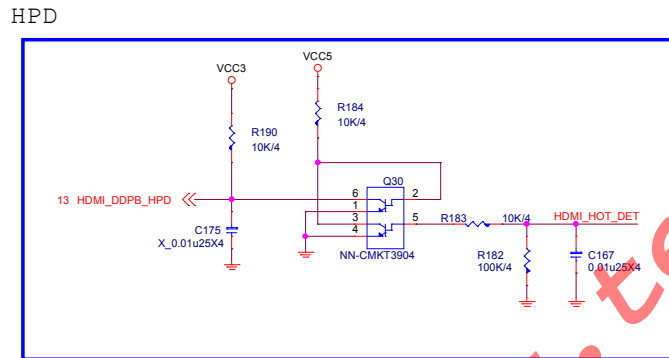 HPD
VCC3
VCC5
R184
10K/4
R190
10K/4
Q30
13 HDMI_DDPB_HPD
6
2
1
3
5
4
R183
10K/4
HDMI_HOT_DET
C175
X_0.01u25X4
NN-CMKT3904
R182
100K/4
C167
0.01u25X4